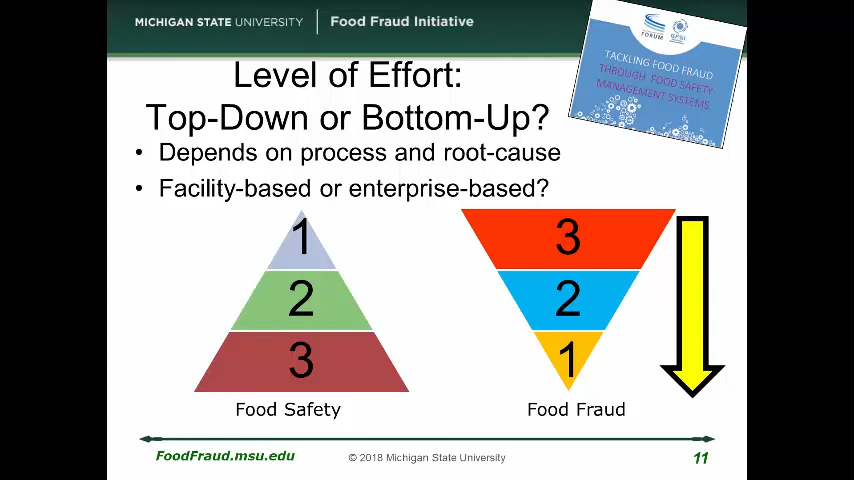 MICHIGAN STATE UNIVERSITY | Food Fraud Initiative
FORUM
GFSI
TACKLING FOOD FRAUD
THROUGH FOOD SAFETY
MANAGEMENT SYSTEMS
Level of Effort:
Top-Down or Bottom-Up?
• Depends on process and root-cause
• Facility-based or enterprise-based?
1
2
3
Food Safety
3
2
1
Food Fraud
FoodFraud.msu.edu
© 2018 Michigan State University
11